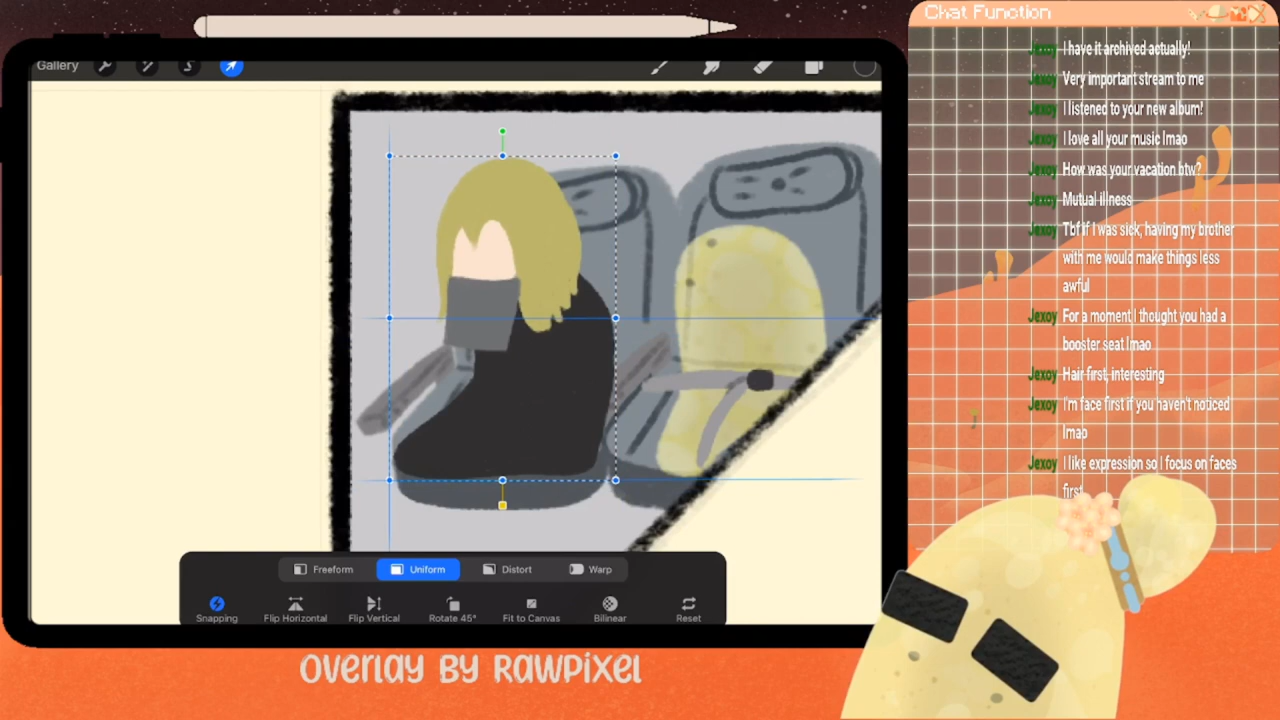 Chat Function
Gallery
Jexoy I have it archived actually!
Jexoy Very important stream to me
Jexoy I listened to your new album!
Jexoy I love all your music lmao
Jexoy How was your vacation btw?
Jexoy Mutual illness
Jexoy Tbf if I was sick, having my brother
with me would make things less
awful
Jexoy For a moment I thought you had a
booster seat lmao
Jexoy Hair first, interesting
Jexoy I'm face first if you haven't noticed
lmao
Jexoy I like expression so I focus on faces
first
Freeform Uniform Distort Warp
Snapping Flip Horizontal Flip Vertical Rotate 45° Fit to Canvas Bilinear Reset
Overlay by Rawpixel